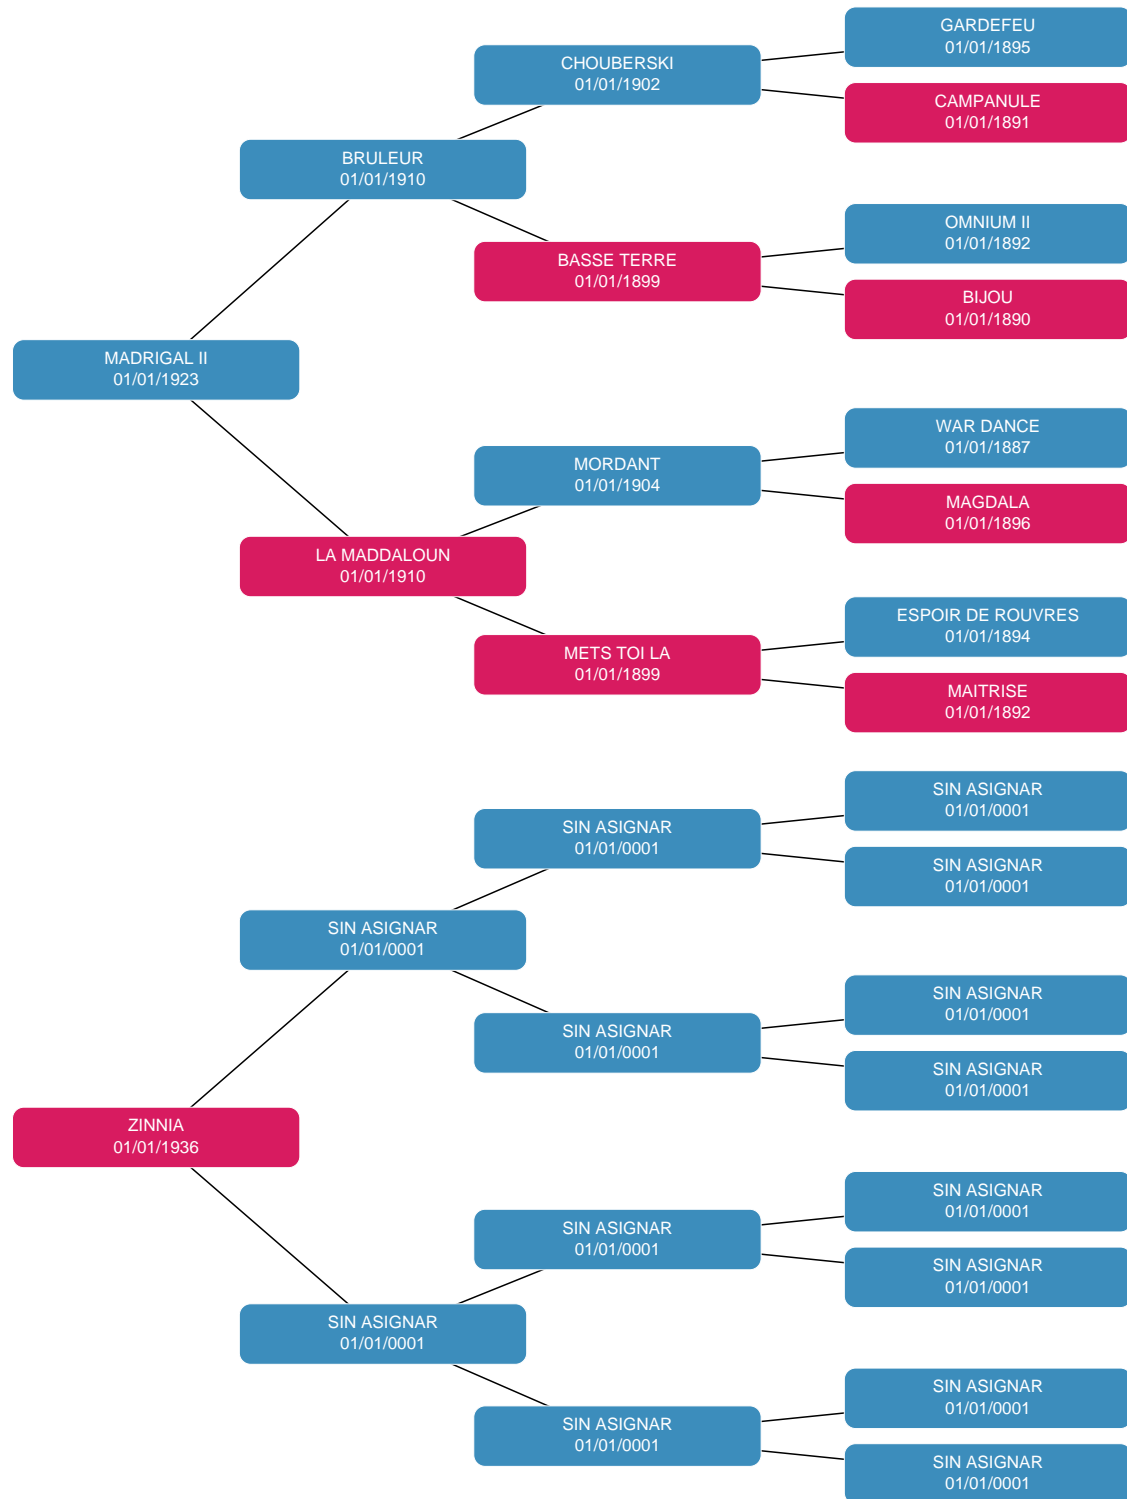 GARDEFEU
01/01/1895
CHOUBERSKI
01/01/1902
CAMPANULE
01/01/1891
BRULEUR
01/01/1910
OMNIUM II
01/01/1892
BASSE TERRE
01/01/1899
BIJOU
01/01/1890
MADRIGAL II
01/01/1923
WAR DANCE
01/01/1887
MORDANT
01/01/1904
MAGDALA
01/01/1896
LA MADDALOUN
01/01/1910
ESPOIR DE ROUVRES
01/01/1894
METS TOI LA
01/01/1899
MAITRISE
01/01/1892
SIN ASIGNAR
01/01/0001
SIN ASIGNAR
01/01/0001
SIN ASIGNAR
01/01/0001
SIN ASIGNAR
01/01/0001
SIN ASIGNAR
01/01/0001
SIN ASIGNAR
01/01/0001
SIN ASIGNAR
01/01/0001
ZINNIA
01/01/1936
SIN ASIGNAR
01/01/0001
SIN ASIGNAR
01/01/0001
SIN ASIGNAR
01/01/0001
SIN ASIGNAR
01/01/0001
SIN ASIGNAR
01/01/0001
SIN ASIGNAR
01/01/0001
SIN ASIGNAR
01/01/0001